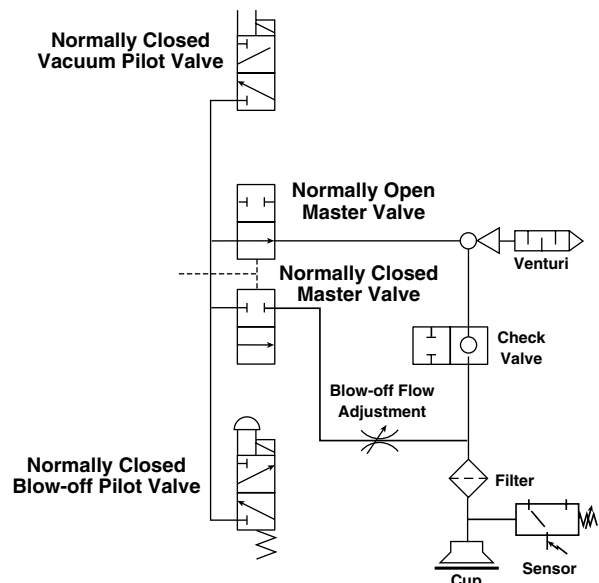 Normally Closed
Vacuum Pilot Valve
Normally Open
Master Valve
Venturi
Normally Closed
Master Valve
Check
Valve
Blow-off Flow
Adjustment
Normally Closed
Blow-off Pilot Valve
Filter
Sensor
Cup